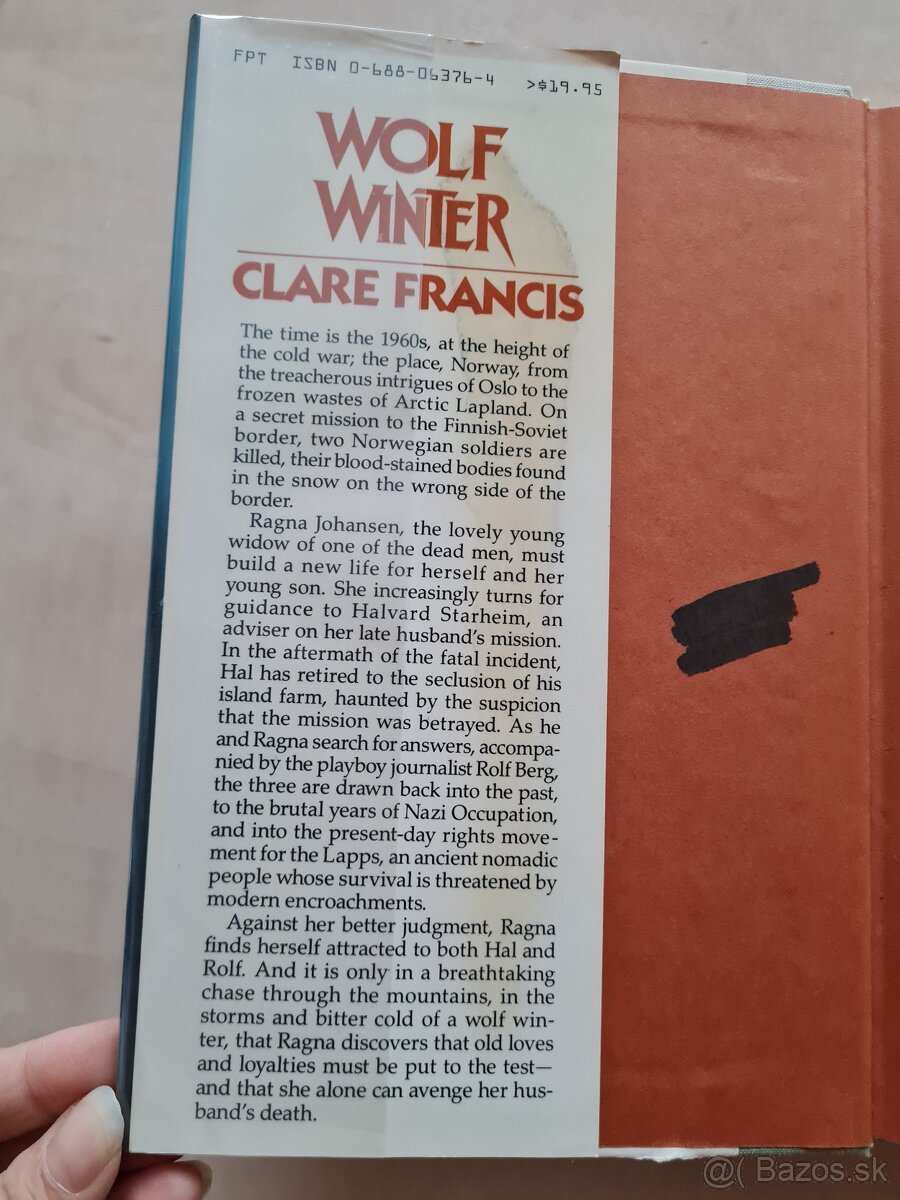 FPT ISBN 0-688-06376-4 >$19.95
WOLF
WINTER
CLARE FRANCIS
The time is the 1960s, at the height of
the cold war; the place, Norway, from
the treacherous intrigues of Oslo to the
frozen wastes of Arctic Lapland. On
a secret mission to the Finnish-Soviet
border, two Norwegian soldiers are
killed, their blood-stained bodies found
in the snow on the wrong side of the
border.
Ragna Johansen, the lovely young
widow of one of the dead men, must
build a new life for herself and her
young son. She increasingly turns for
guidance to Halvard Starheim, an
adviser on her late husband's mission.
In the aftermath of the fatal incident,
Hal has retired to the seclusion of his
island farm, haunted by the suspicion
that the mission was betrayed. As he
and Ragna search for answers, accompa-
nied by the playboy journalist Rolf Berg,
the three are drawn back into the past,
to the brutal years of Nazi Occupation,
and into the present-day rights move-
ment for the Lapps, an ancient nomadic
people whose survival is threatened by
modern encroachments.
Against her better judgment, Ragna
finds herself attracted to both Hal and
Rolf. And it is only in a breathtaking
chase through the mountains, in the
storms and bitter cold of a wolf win-
ter, that Ragna discovers that old loves
and loyalties must be put to the test—
and that she alone can avenge her hus-
band's death.
@( Bazos.sk